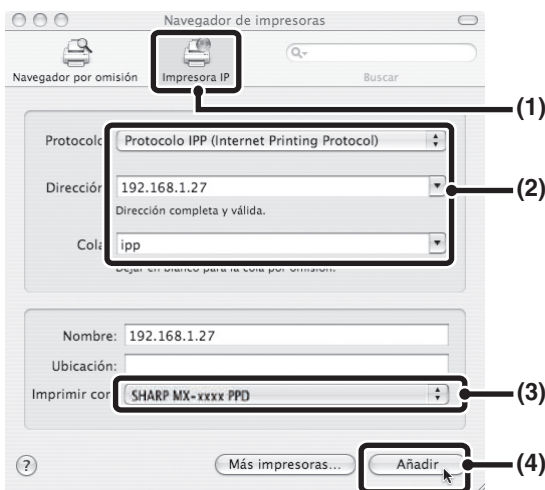 Navegador de impresoras
Navegador por omisión
Impresora IP
Buscar
(1)
Protocolo
Protocolo IPP (Internet Printing Protocol)
Dirección
192.168.1.27
(2)
Dirección completa y válida.
Cola
ipp
Dejar en blanco para la cola por omisión.
Nombre: 192.168.1.27
Ubicación:
Imprimir con
SHARP MX-xxxx PPD
(3)
?
Más impresoras...
Añadir
(4)